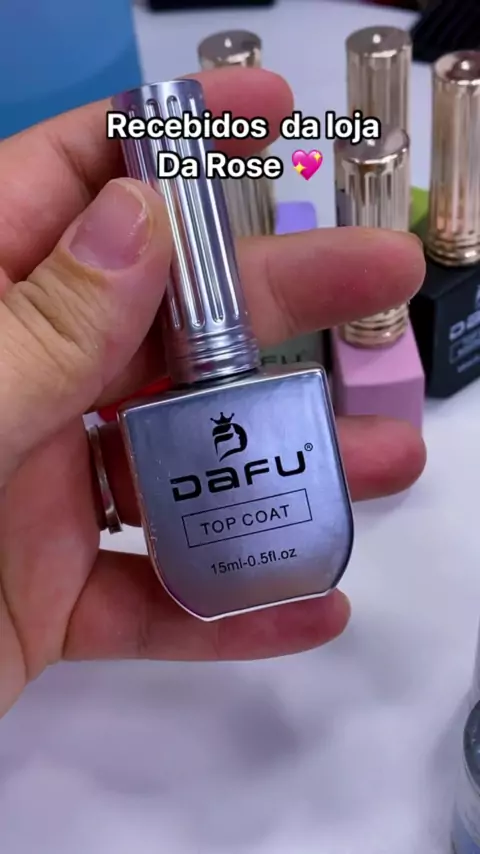 Recebidos da loja
Da Rose 💖
DAFU®
TOP COAT
15ml-0.5fl.oz